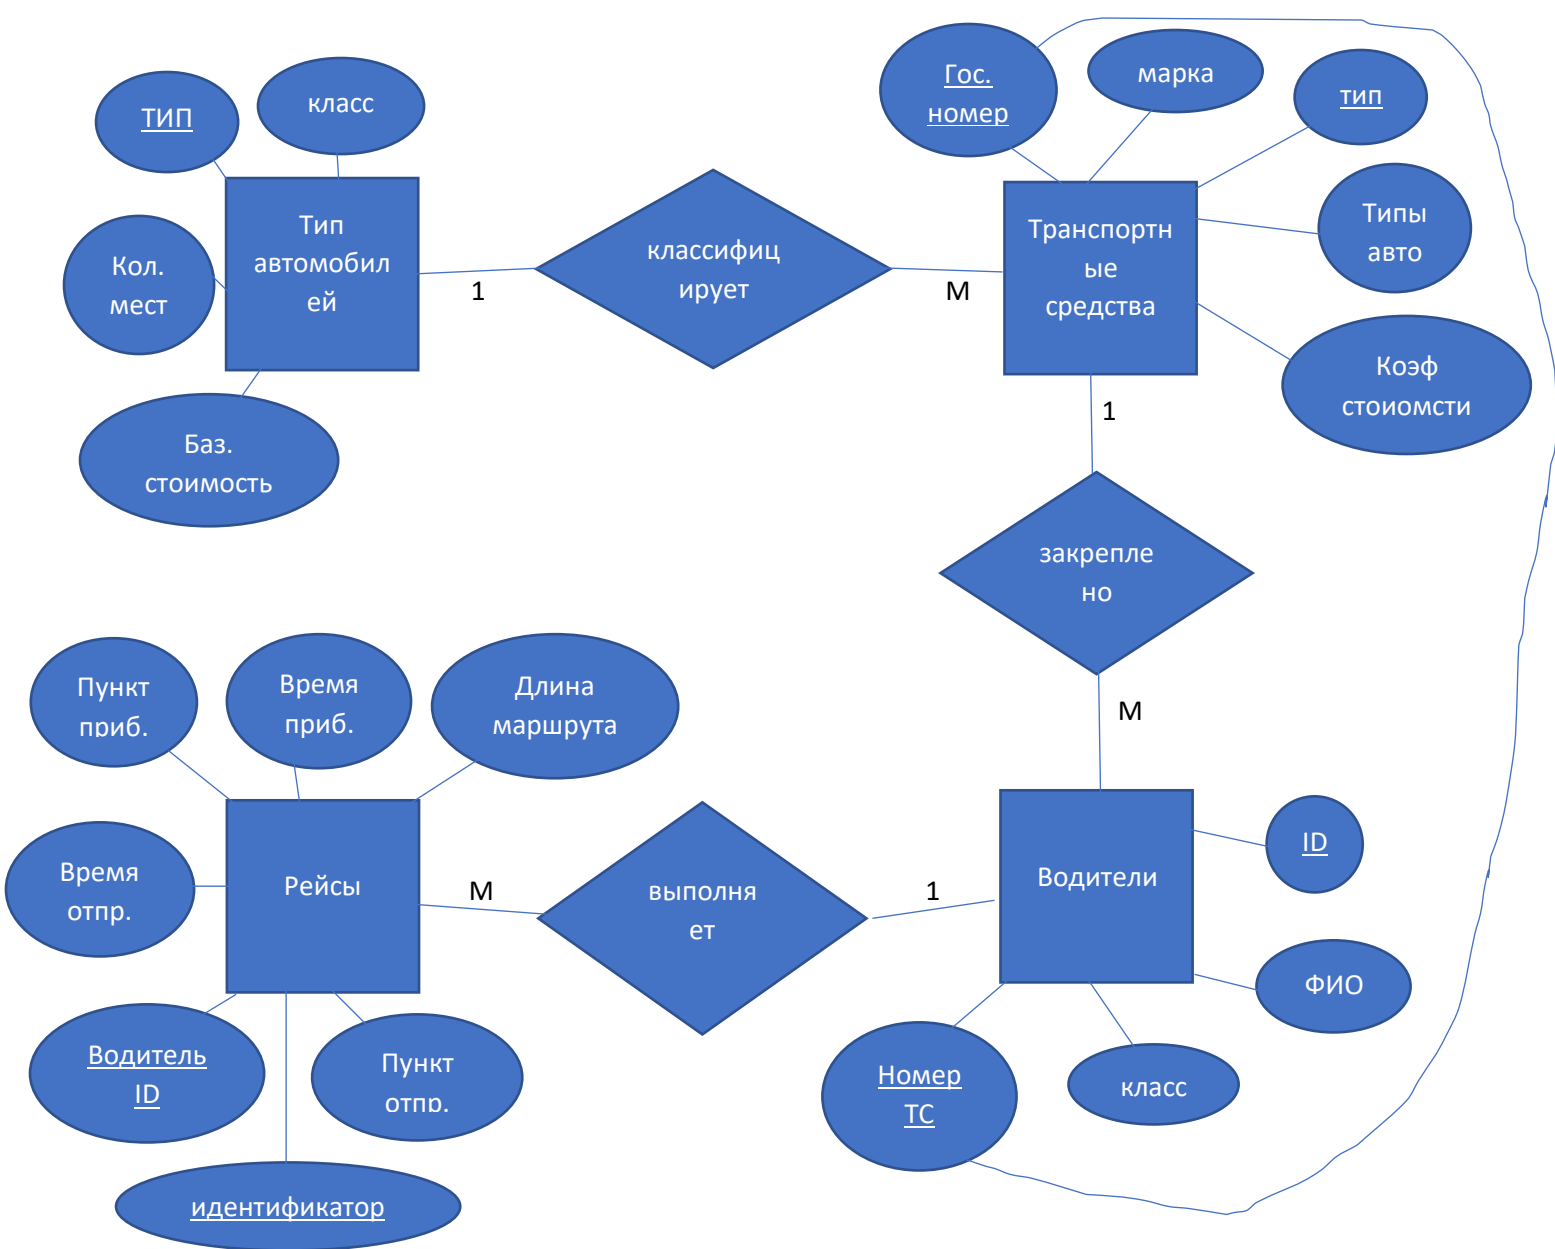 Гос.
номер
марка
тип
ТИП
класс
Тип
автомобил
ей
Кол.
мест
Баз.
стоимость
1
классифиц
ирует
М
Транспортн
ые
средства
Типы
авто
Коэф
стоиомсти
1
закрепле
но
М
Пункт
приб.
Время
приб.
Длина
маршрута
Время
отпр.
Рейсы
М
выполня
ет
1
Водители
ID
ФИО
класс
Номер
ТС
Водитель
ID
Пункт
отпр.
идентификатор